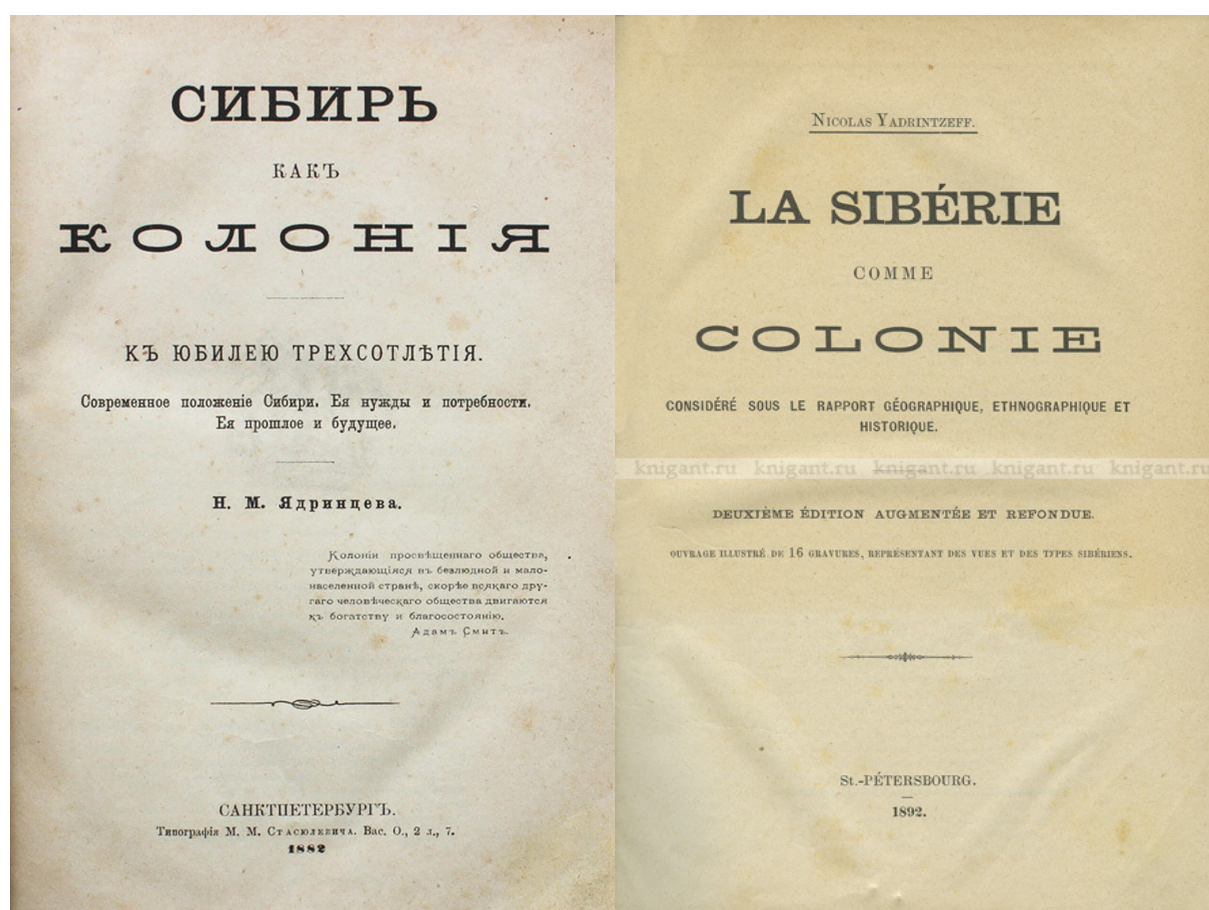 СИБИРЬ
КАКЪ
КОЛОНІЯ
КЪ ЮБИЛЕЮ ТРЕХСОТЛѢТІЯ.
Современное положеніе Сибири. Ея нужды и потребности.
Ея прошлое и будущее.
Н. М. Ядринцева.
Колоніи просвѣщеннаго общества,
утверждающіяся въ безлюдной и мало-
населенной странѣ, скорѣе всякаго дру-
гаго человѣческаго общества двигаются
къ богатству и благосостоянію.
Адамъ Смитъ.
САНКТПЕТЕРБУРГЪ.
Типографія М. М. Стасюлевича. Вас. О., 2 л., 7.
1882
Nicolas Yadrintzeff.
LA SIBÉRIE
COMME
COLONIE
CONSIDÉRÉ SOUS LE RAPPORT GÉOGRAPHIQUE, ETHNOGRAPHIQUE ET
HISTORIQUE.
knigant.ru knigant.ru knigant.ru knigant.ru knigant.ru
DEUXIÈME ÉDITION AUGMENTÉE ET REFONDUE.
OUVRAGE ILLUSTRÉ DE 16 GRAVURES, REPRÉSENTANT DES VUES ET DES TYPES SIBÉRIENS.
St.-PÉTERSBOURG.
1892.